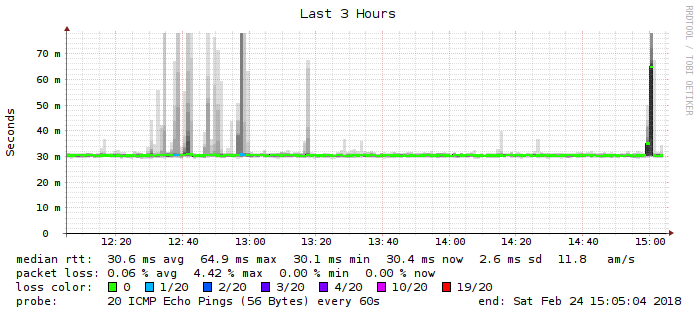 Last 3 Hours
RRDTOOL / TOBI OETIKER
Seconds
70 m
60 m
50 m
40 m
30 m
20 m
10 m
0
12:20 12:40 13:00 13:20 13:40 14:00 14:20 14:40 15:00
median rtt: 30.6 ms avg 64.9 ms max 30.1 ms min 30.4 ms now 2.6 ms sd 11.8 am/s
packet loss: 0.06 % avg 4.42 % max 0.00 % min 0.00 % now
loss color: 0 1/20 2/20 3/20 4/20 10/20 19/20
probe: 20 ICMP Echo Pings (56 Bytes) every 60s end: Sat Feb 24 15:05:04 2018